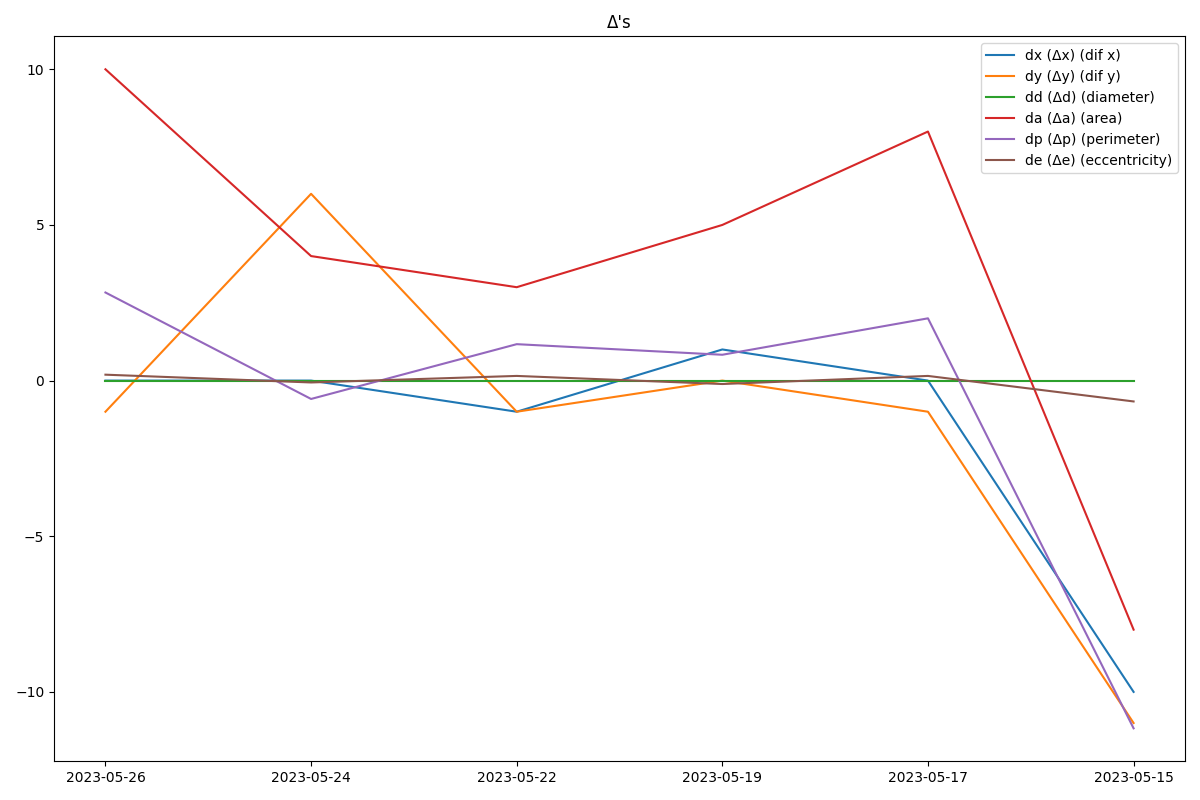 Δ's
dx (Δx) (dif x)
dy (Δy) (dif y)
dd (Δd) (diameter)
da (Δa) (area)
dp (Δp) (perimeter)
de (Δe) (eccentricity)
10
5
0
−5
−10
2023-05-26 2023-05-24 2023-05-22 2023-05-19 2023-05-17 2023-05-15